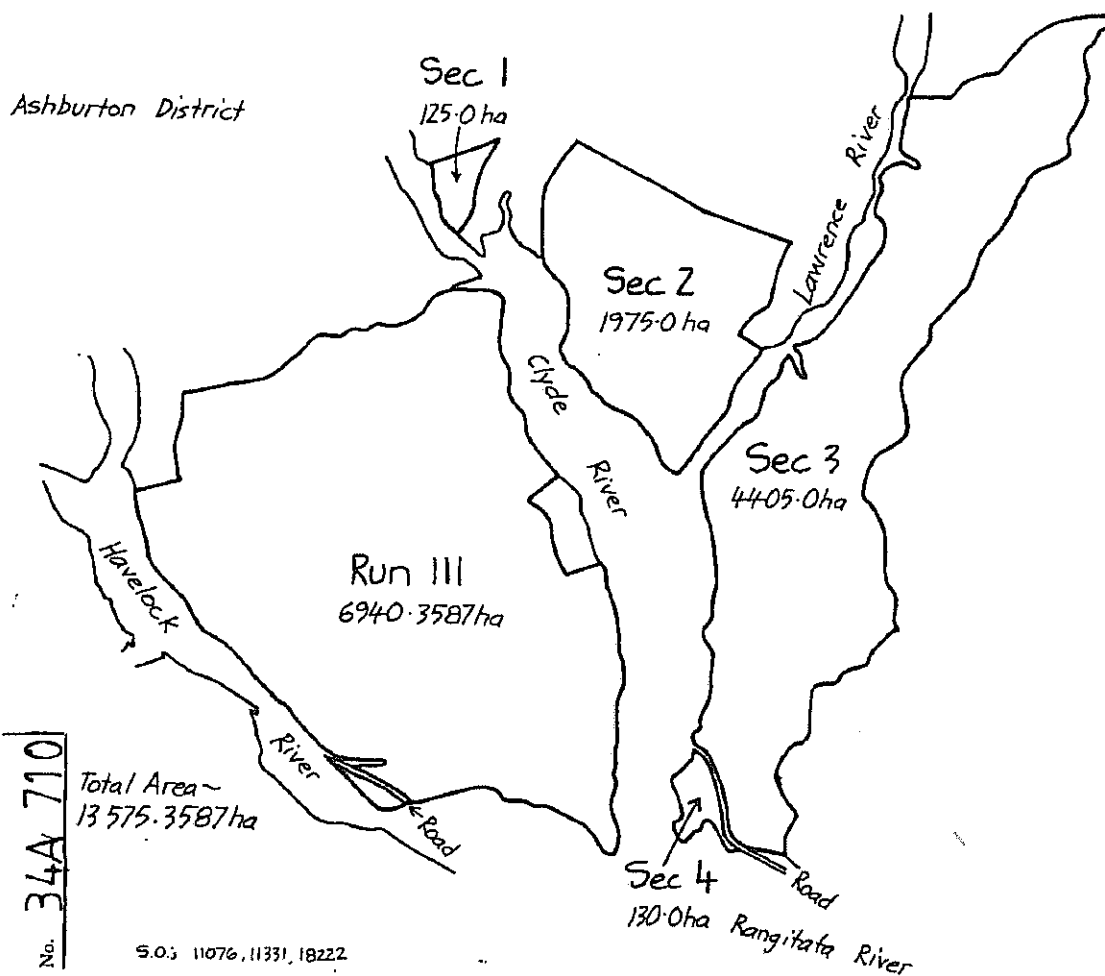 Ashburton District
Sec 1
125.0 ha
Sec 2
1975.0 ha
Lawrence River
Clyde
River
Sec 3
4405.0ha
Run III
6940.3587ha
Havelock
River
Road
Total Area~
13 575.3587ha
Sec 4
130.0ha
Road
Rangitata River
No. 34A 710
S.O.; 11076, 11331, 18222